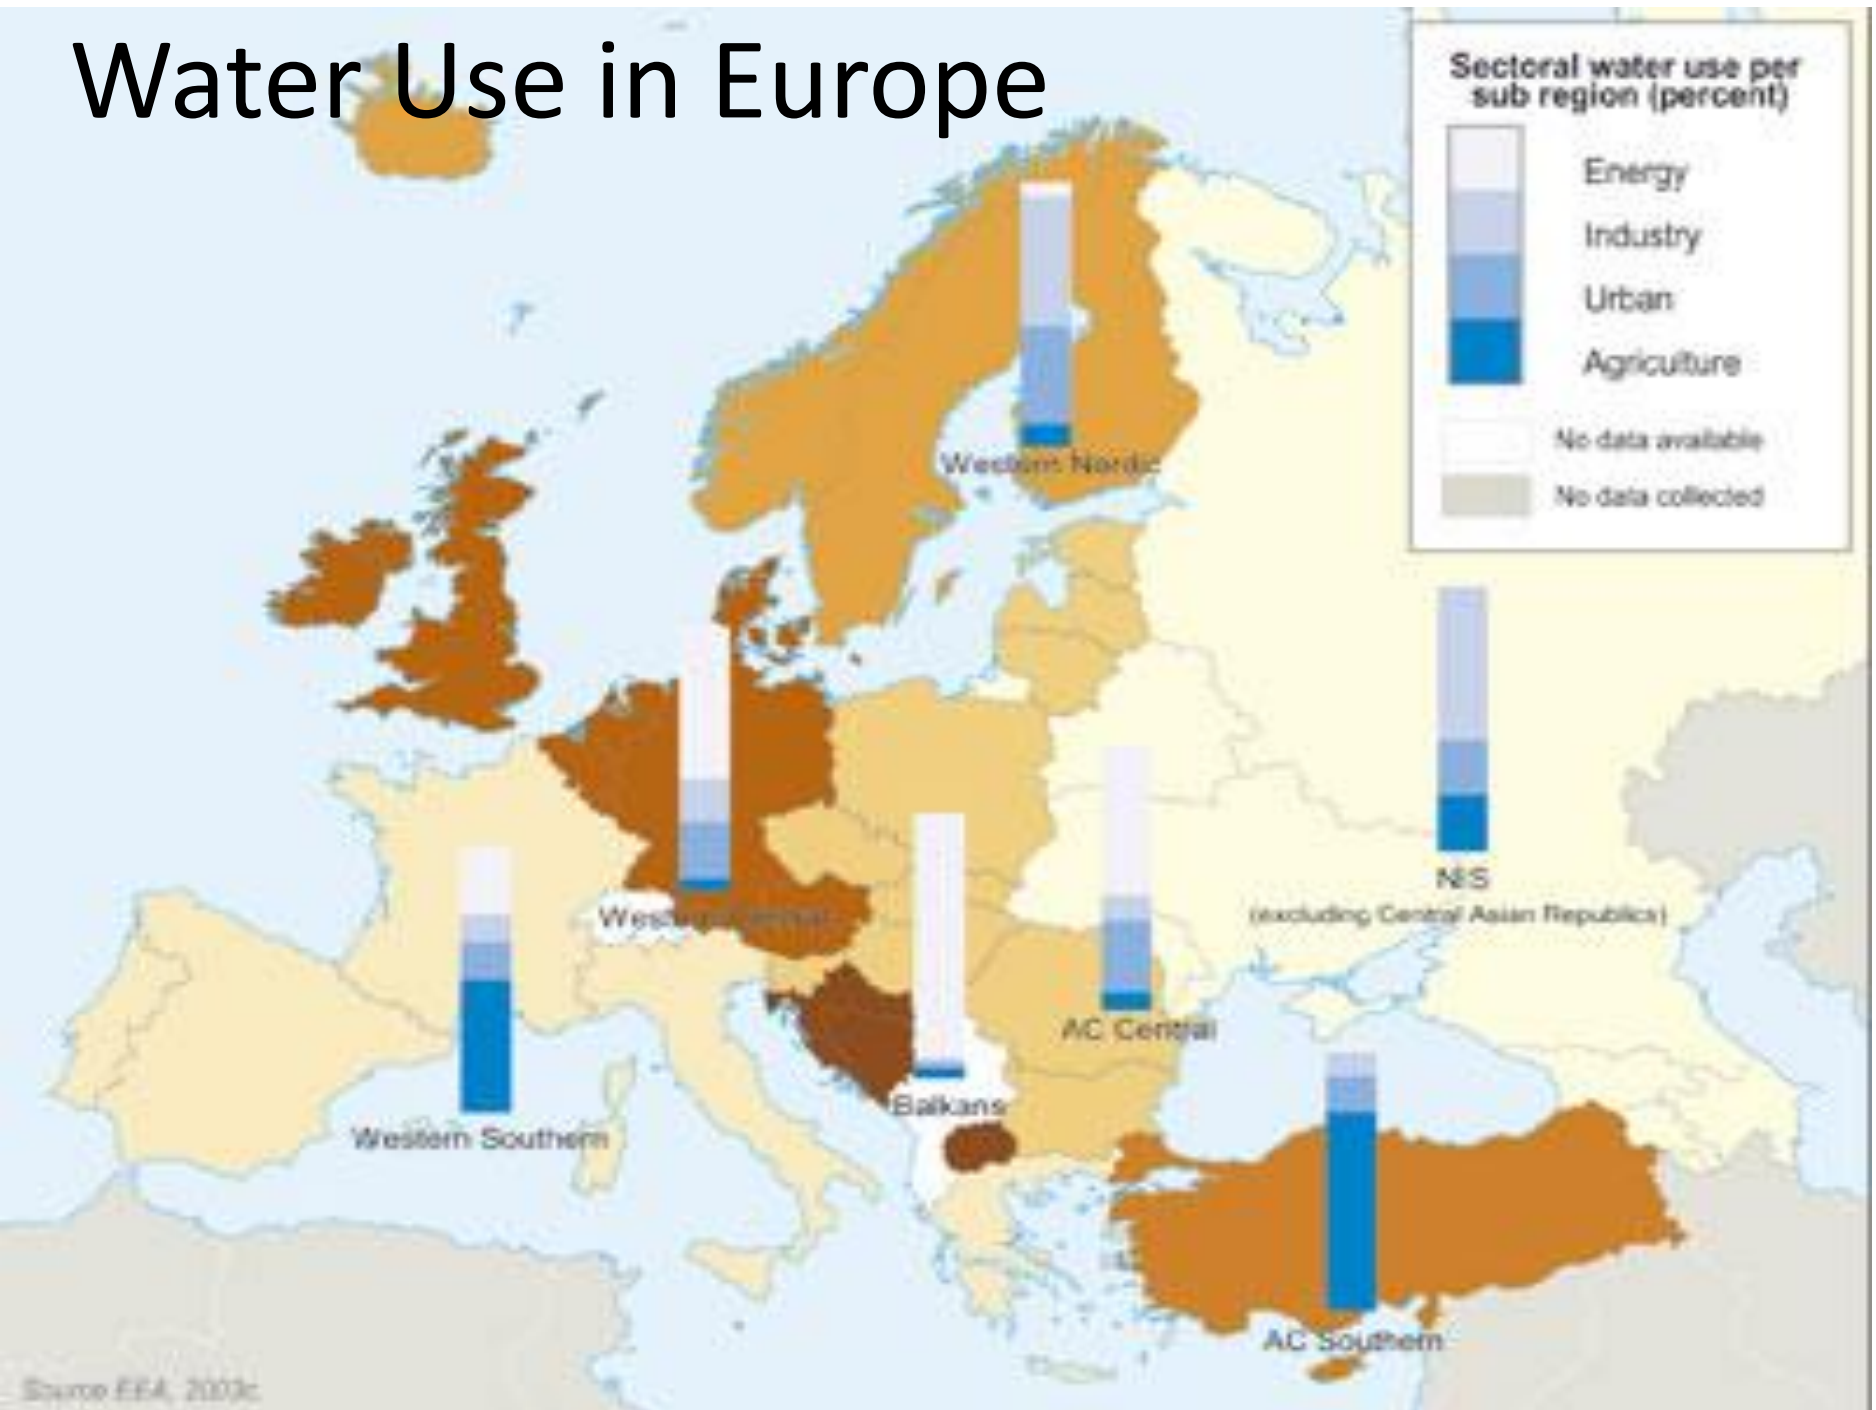 Water Use in Europe
Sectoral water use per
sub region (percent)
Energy
Industry
Urban
Agriculture
No data available
No data collected
Western Nordic
NIS
(excluding Central Asian Republics)
Western Central
AC Central
Balkans
Western Southern
AC Southern
Source EEA, 2003c